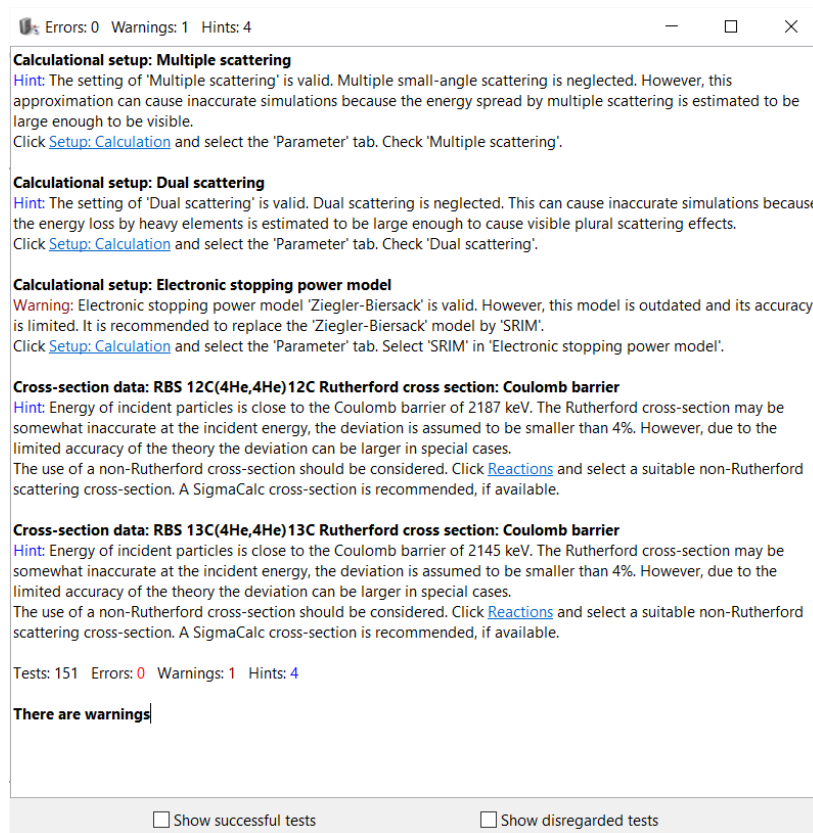 Errors: 0 Warnings: 1 Hints: 4
Calculational setup: Multiple scattering
Hint: The setting of 'Multiple scattering' is valid. Multiple small-angle scattering is neglected. However, this
approximation can cause inaccurate simulations because the energy spread by multiple scattering is estimated to be
large enough to be visible.
Click Setup: Calculation and select the 'Parameter' tab. Check 'Multiple scattering'.
Calculational setup: Dual scattering
Hint: The setting of 'Dual scattering' is valid. Dual scattering is neglected. This can cause inaccurate simulations because
the energy loss by heavy elements is estimated to be large enough to cause visible plural scattering effects.
Click Setup: Calculation and select the 'Parameter' tab. Check 'Dual scattering'.
Calculational setup: Electronic stopping power model
Warning: Electronic stopping power model 'Ziegler-Biersack' is valid. However, this model is outdated and its accuracy
is limited. It is recommended to replace the 'Ziegler-Biersack' model by 'SRIM'.
Click Setup: Calculation and select the 'Parameter' tab. Select 'SRIM' in 'Electronic stopping power model'.
Cross-section data: RBS 12C(4He,4He)12C Rutherford cross section: Coulomb barrier
Hint: Energy of incident particles is close to the Coulomb barrier of 2187 keV. The Rutherford cross-section may be
somewhat inaccurate at the incident energy, the deviation is assumed to be smaller than 4%. However, due to the
limited accuracy of the theory the deviation can be larger in special cases.
The use of a non-Rutherford cross-section should be considered. Click Reactions and select a suitable non-Rutherford
scattering cross-section. A SigmaCalc cross-section is recommended, if available.
Cross-section data: RBS 13C(4He,4He)13C Rutherford cross section: Coulomb barrier
Hint: Energy of incident particles is close to the Coulomb barrier of 2145 keV. The Rutherford cross-section may be
somewhat inaccurate at the incident energy, the deviation is assumed to be smaller than 4%. However, due to the
limited accuracy of the theory the deviation can be larger in special cases.
The use of a non-Rutherford cross-section should be considered. Click Reactions and select a suitable non-Rutherford
scattering cross-section. A SigmaCalc cross-section is recommended, if available.
Tests: 151 Errors: 0 Warnings: 1 Hints: 4
There are warnings
Show successful tests Show disregarded tests